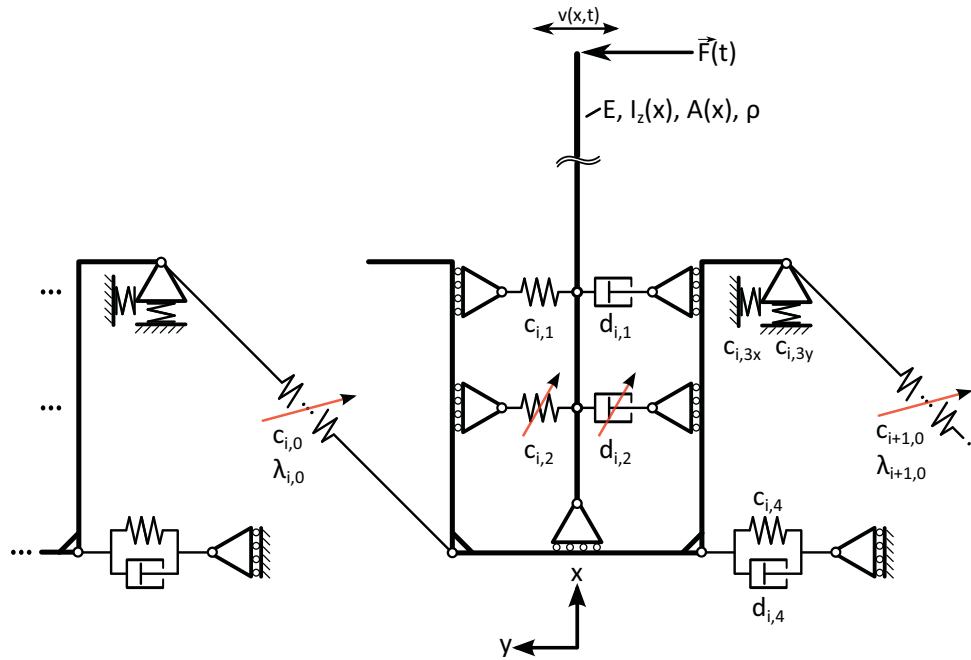 v(x,t)
F(t)
E, I_z(x), A(x), ρ
...
c_i,1
d_i,1
c_i,3x
c_i,3y
...
c_i,0
λ_i,0
c_i,2
d_i,2
c_i+1,0
λ_i+1,0
...
c_i,4
d_i,4
x
y